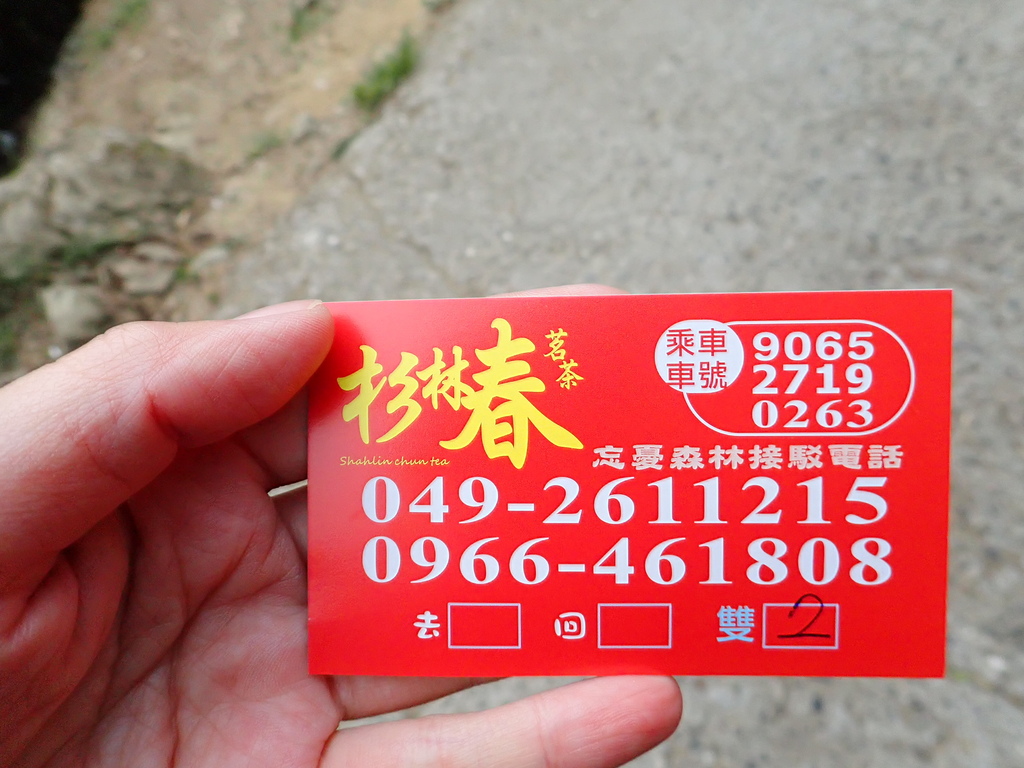 杉林春
茗茶
Shahlin chun tea
乘車
車號
9065
2719
0263
忘憂森林接駁電話
049-2611215
0966-461808
去 回 雙 2